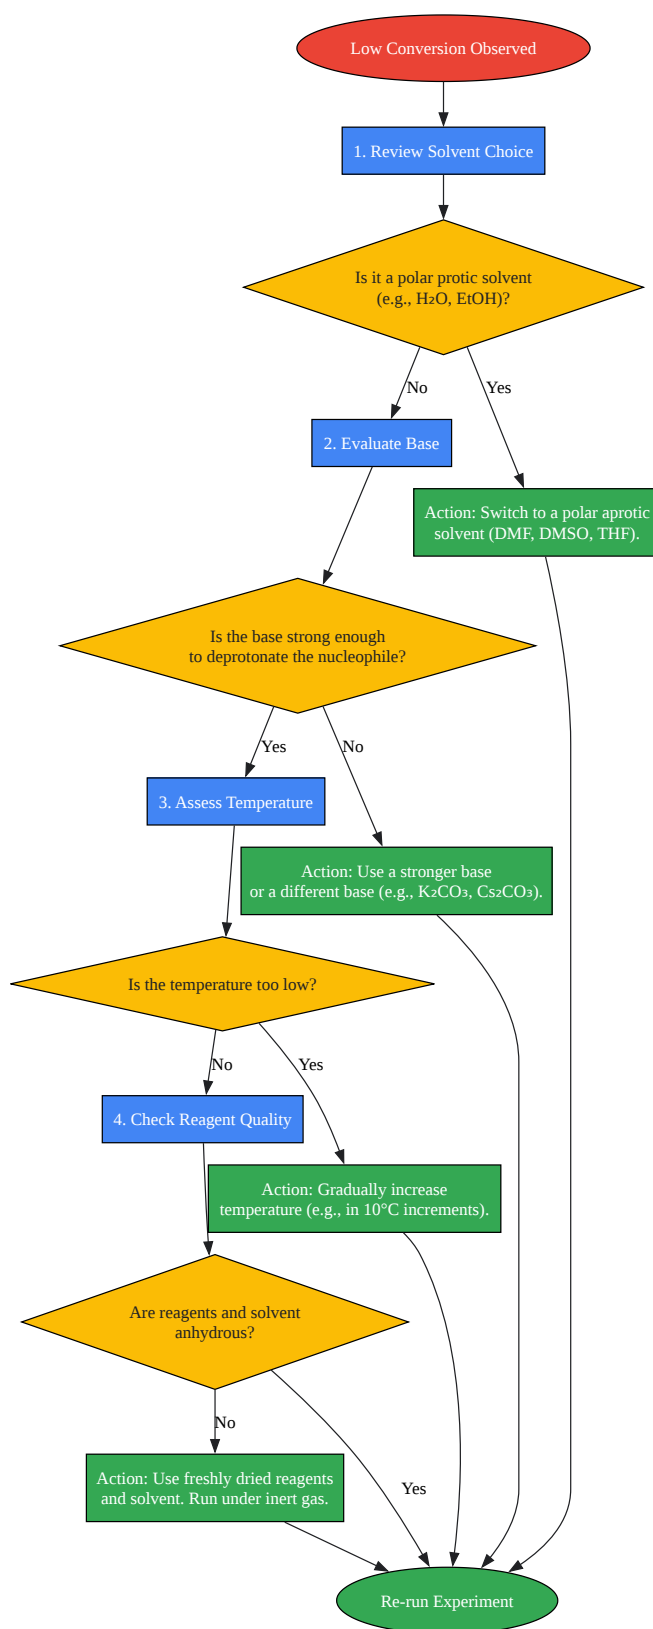 Low Conversion Observed
1. Review Solvent Choice
Is it a polar protic solvent
(e.g., H₂O, EtOH)?
No
Yes
2. Evaluate Base
Action: Switch to a polar aprotic
solvent (DMF, DMSO, THF).
Is the base strong enough
to deprotonate the nucleophile?
Yes
No
3. Assess Temperature
Action: Use a stronger base
or a different base (e.g., K₂CO₃, Cs₂CO₃).
Is the temperature too low?
No
Yes
4. Check Reagent Quality
Action: Gradually increase
temperature (e.g., in 10°C increments).
Are reagents and solvent
anhydrous?
No
Action: Use freshly dried reagents
and solvent. Run under inert gas.
Yes
Re-run Experiment